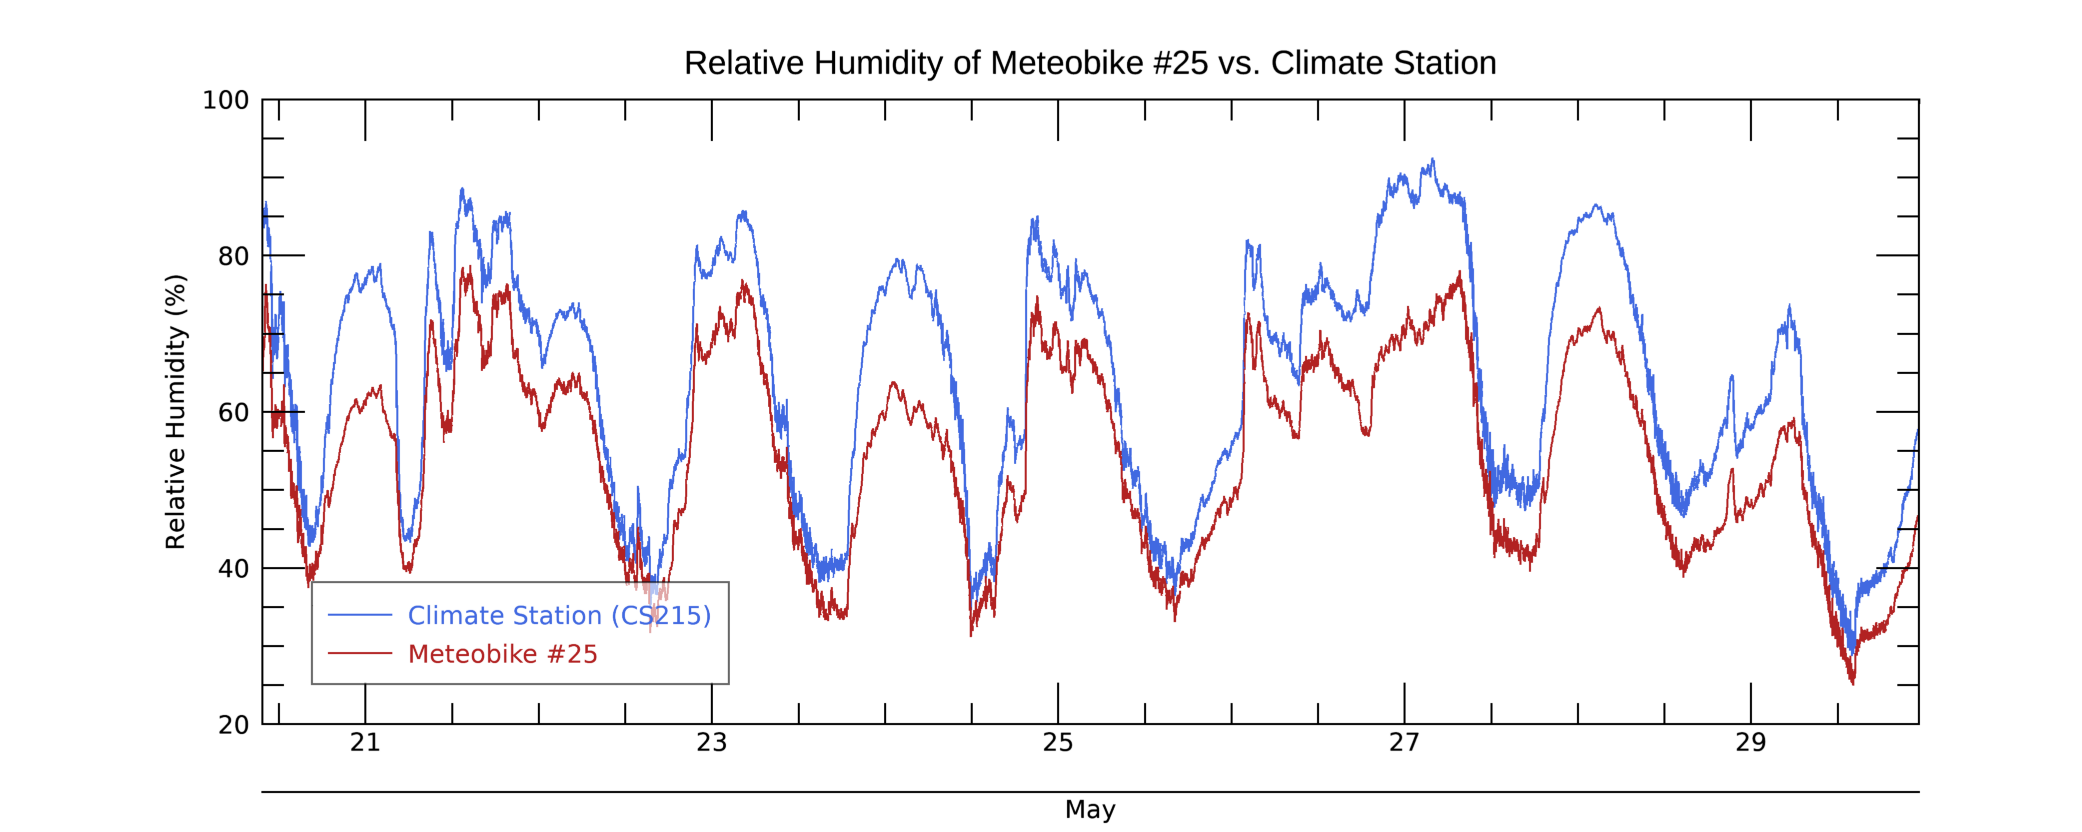 Relative Humidity of Meteobike #25 vs. Climate Station
Relative Humidity (%)
100
80
60
40
20
Climate Station (CS215)
Meteobike #25
21 23 25 27 29
May